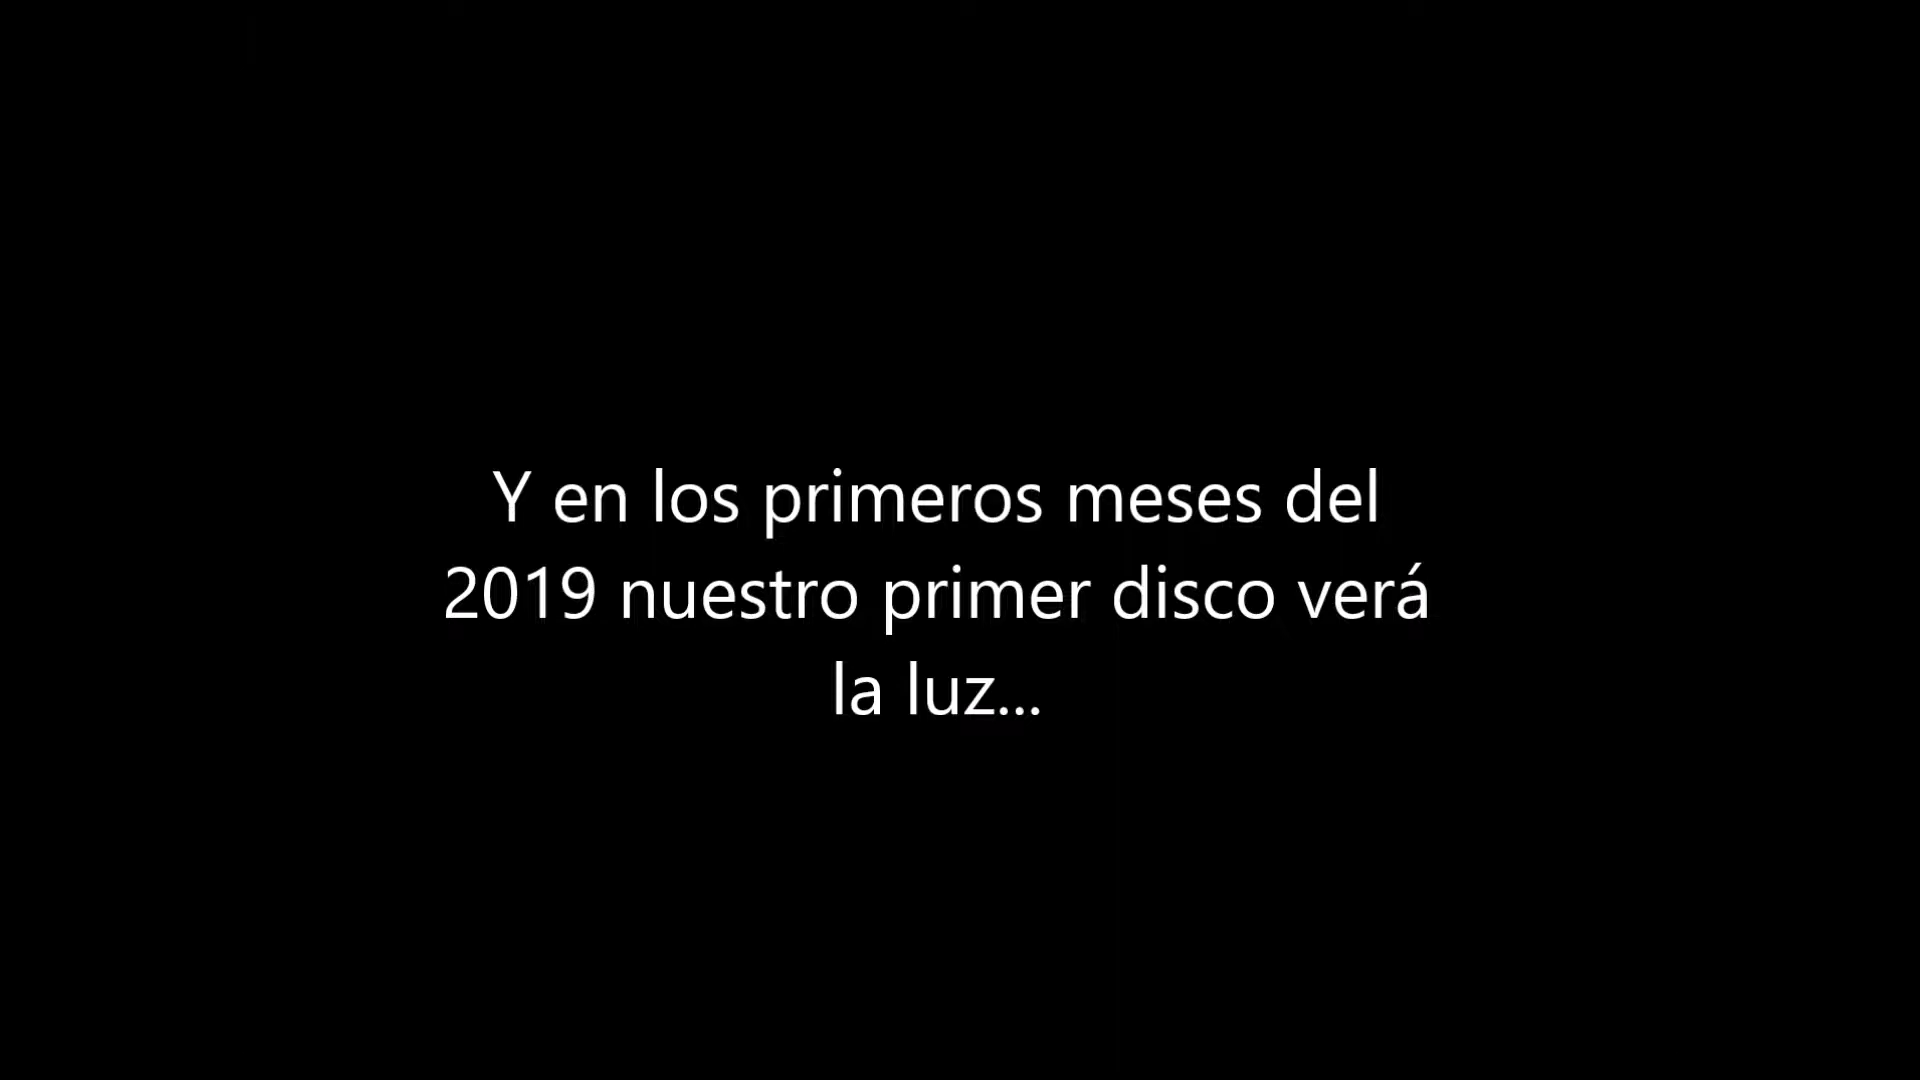 Y en los primeros meses del
2019 nuestro primer disco verá
la luz...